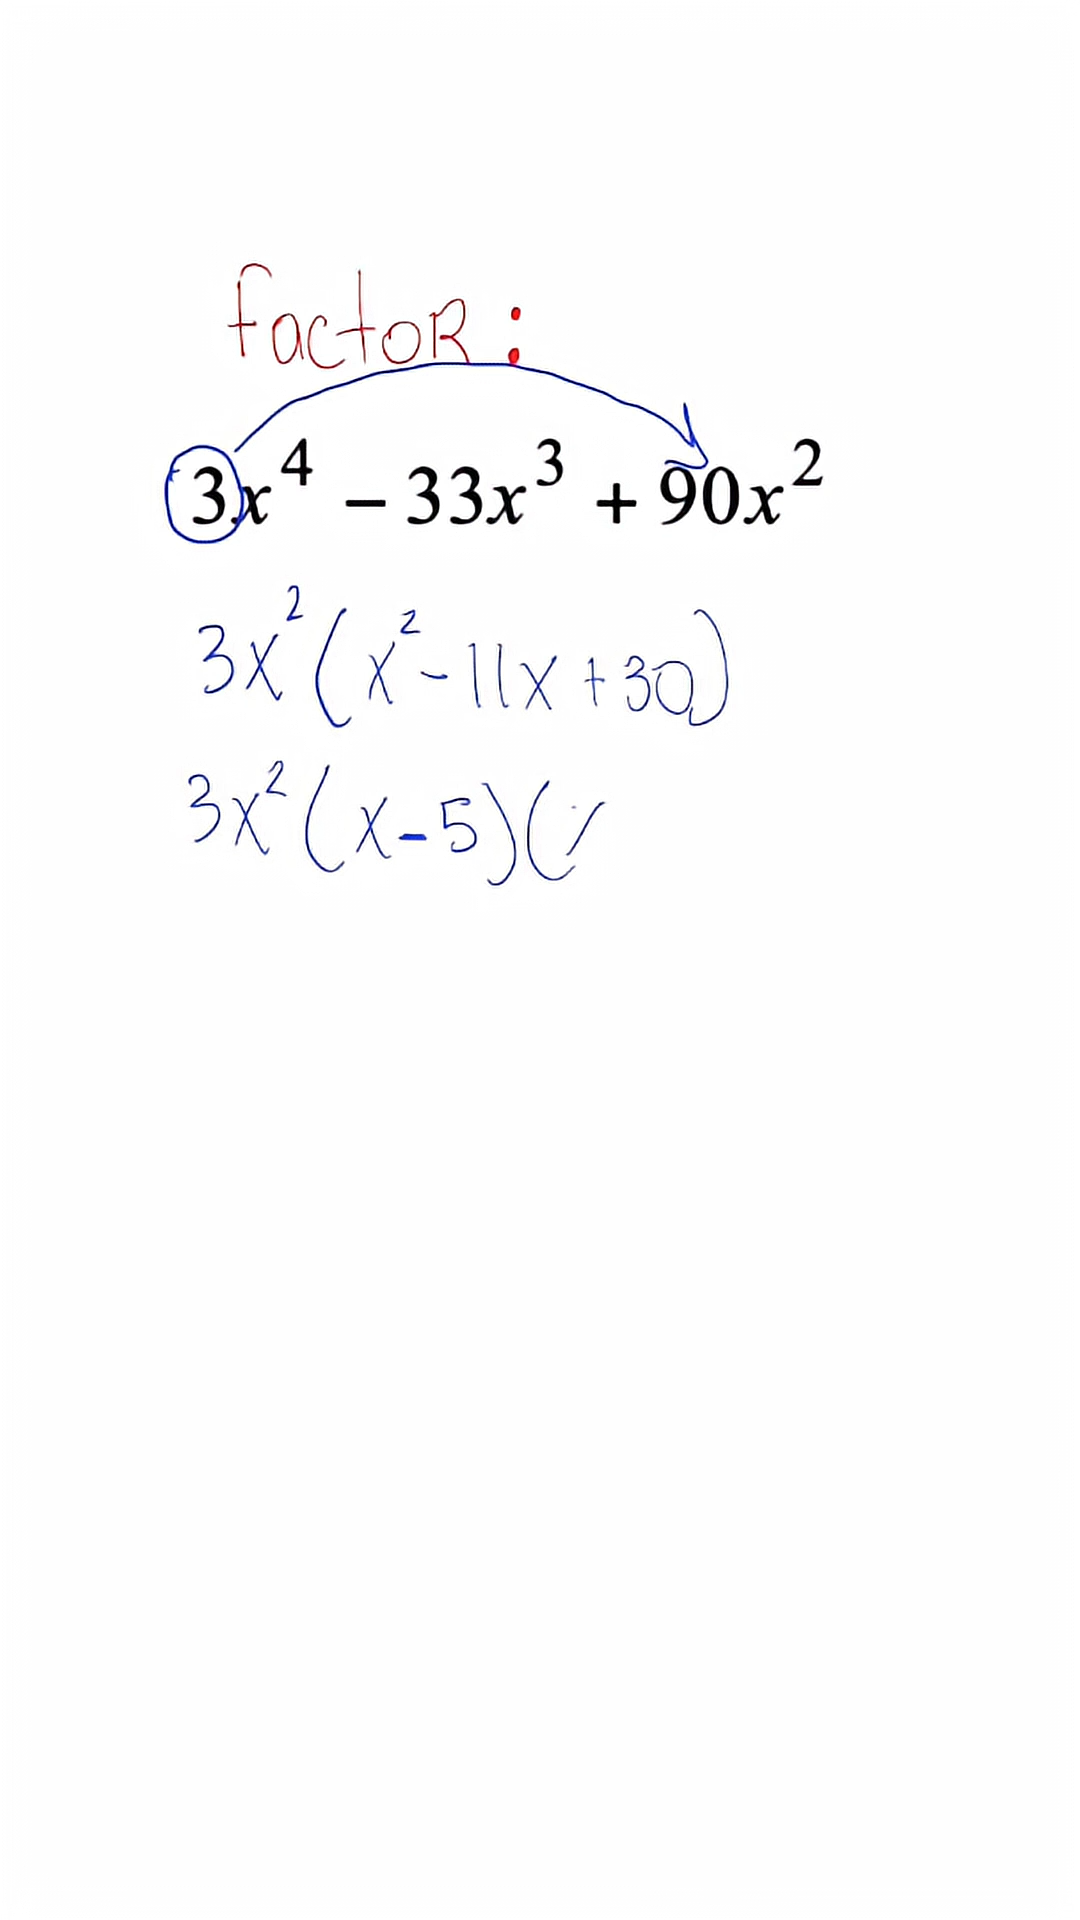 factoR:
3x⁴ – 33x³ + 90x²
3x²(x²-11x+30)
3x²(x-5)(